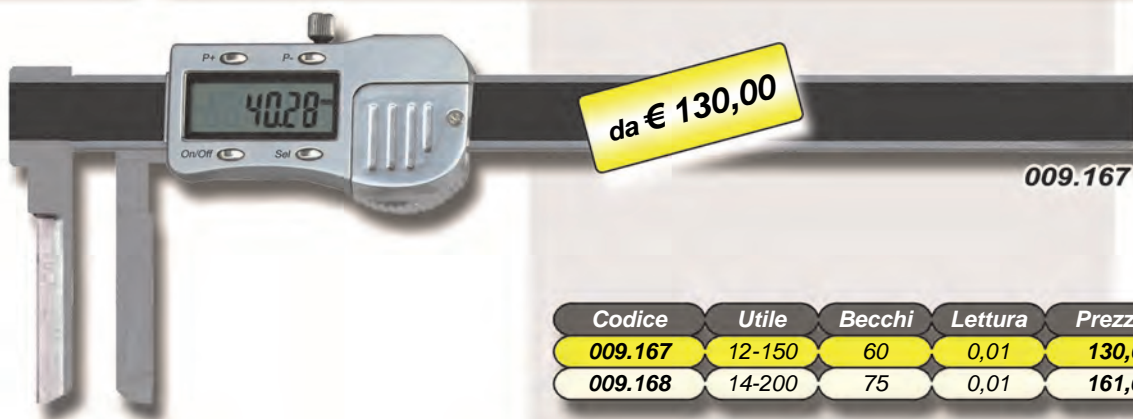 P+ P-
40.28 mm
On/Off Sel
da € 130,00
009.167
Codice Utile Becchi Lettura
009.167 12-150 60 0,01
009.168 14-200 75 0,01